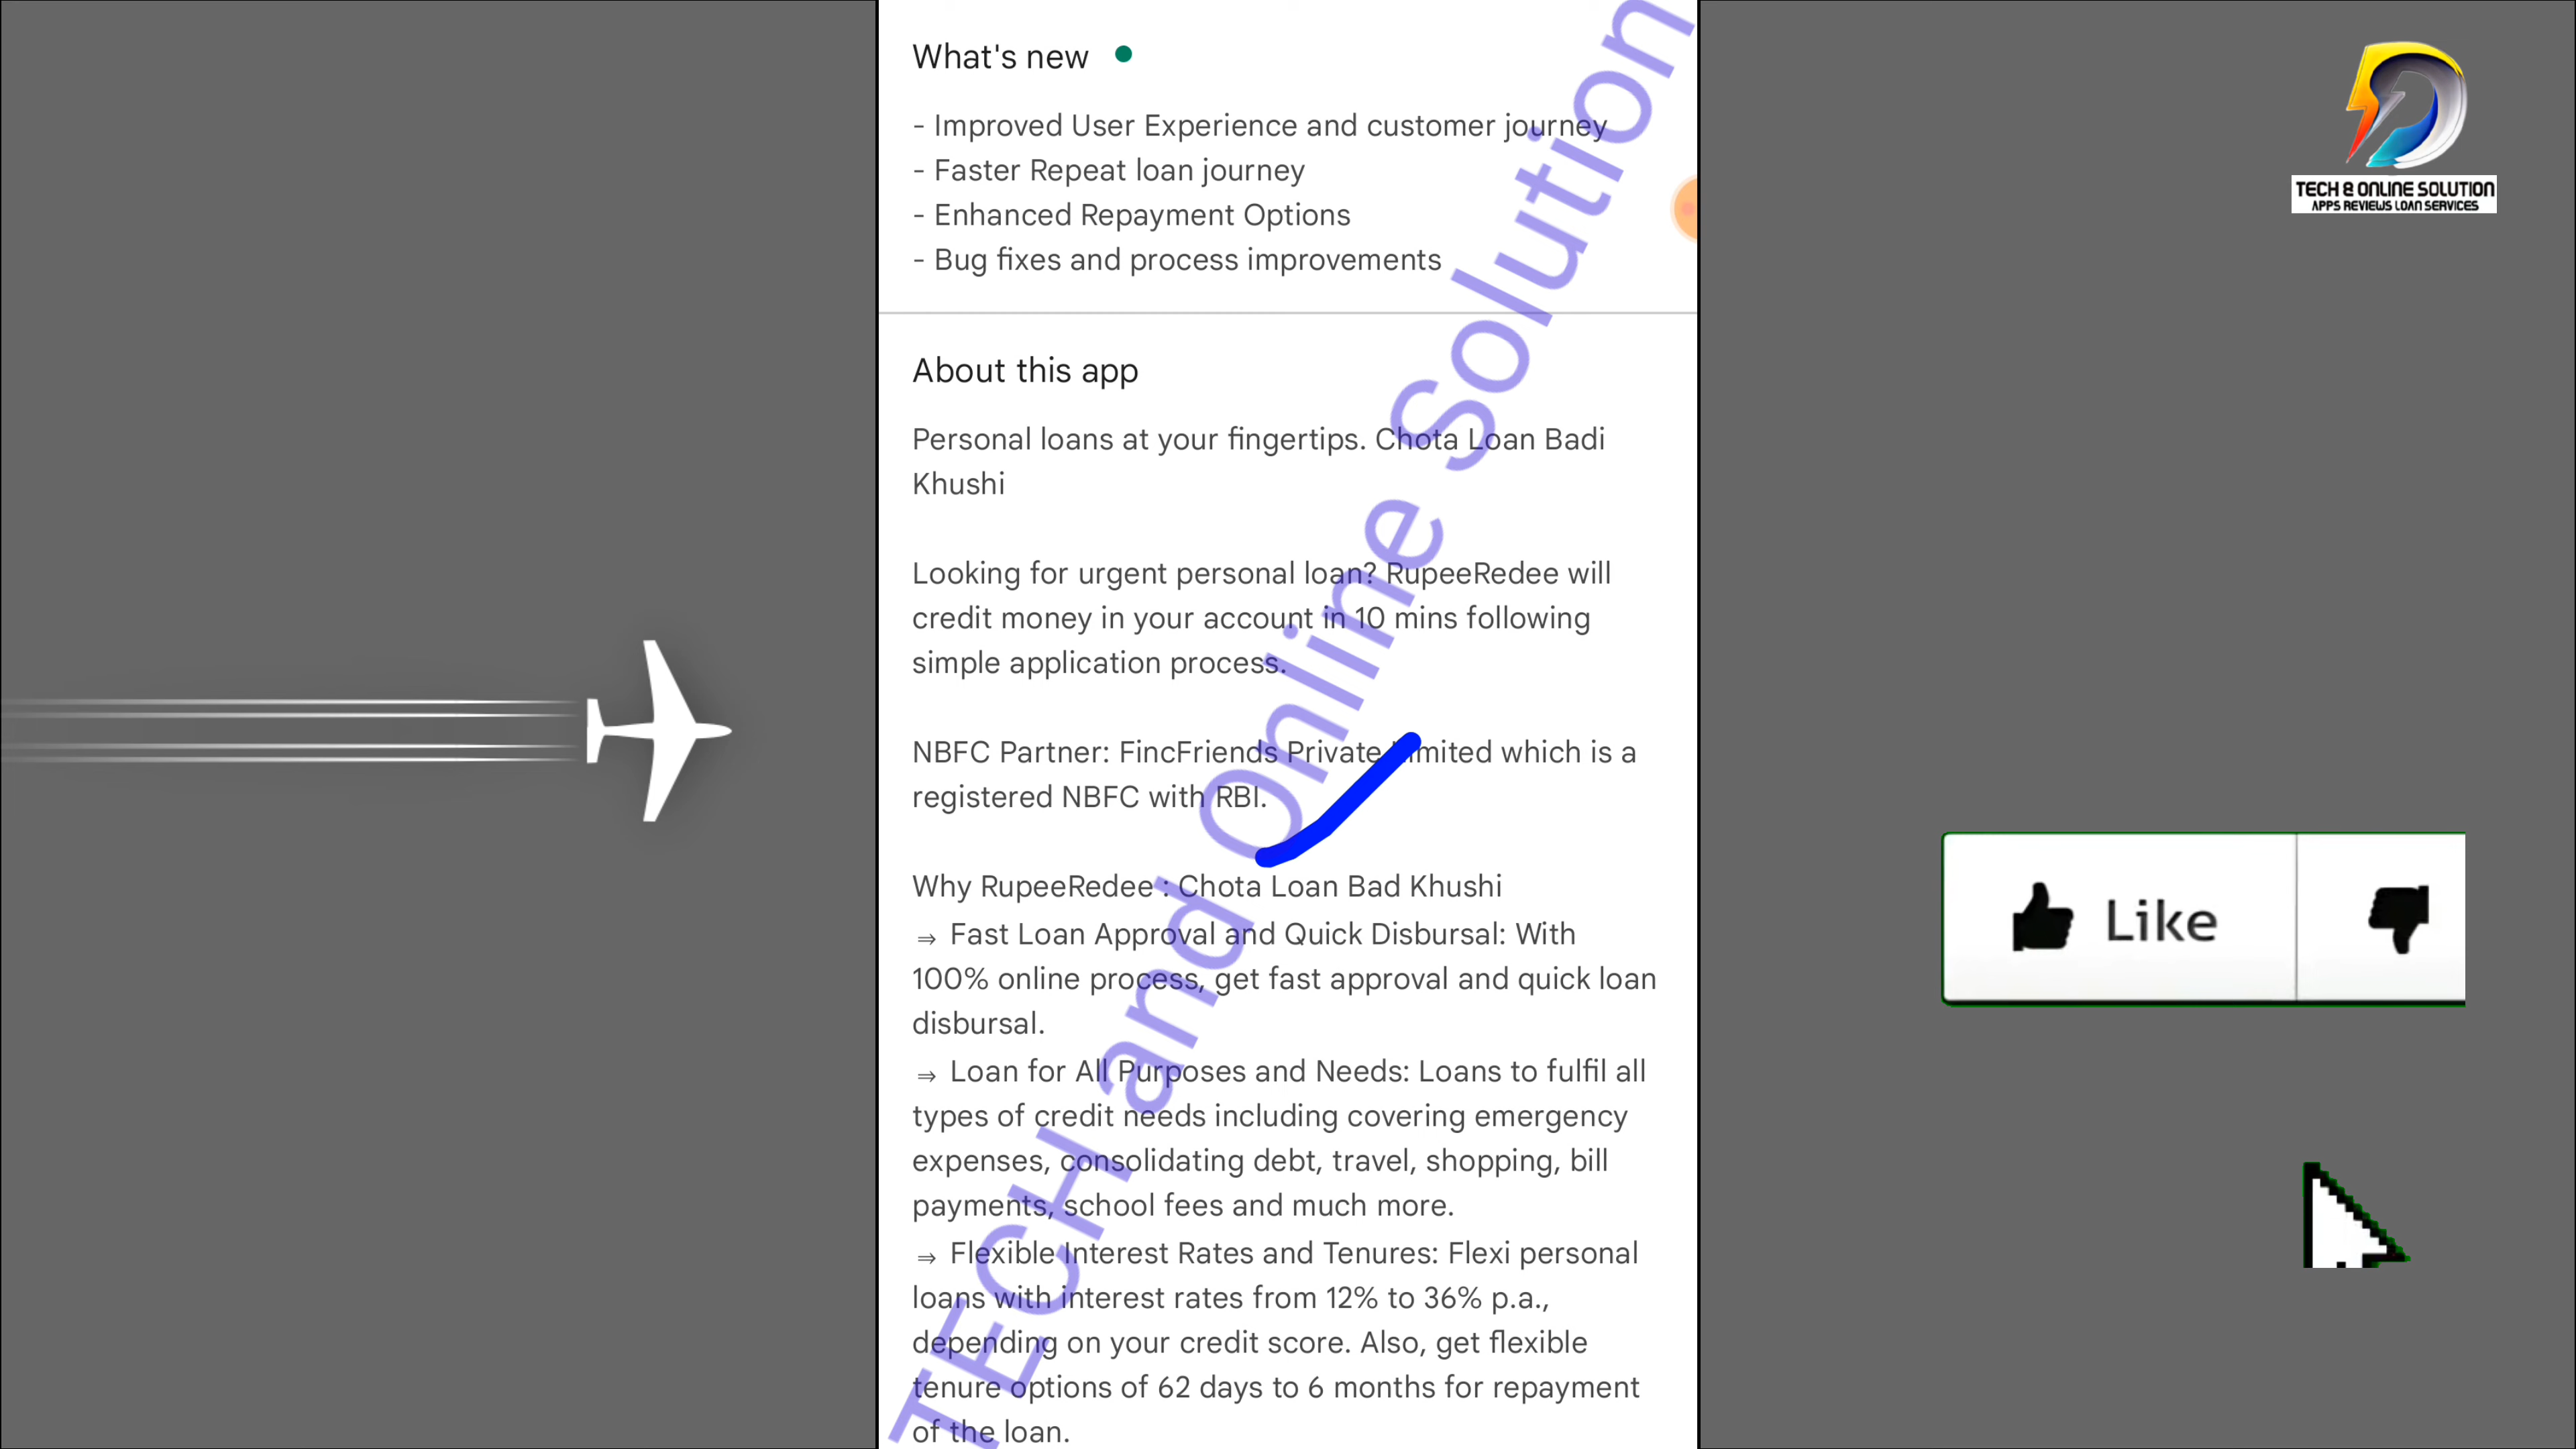 What's new
- Improved User Experience and customer journey
- Faster Repeat loan journey
- Enhanced Repayment Options
- Bug fixes and process improvements
About this app
Personal loans at your fingertips. Chota Loan Badi
Khushi
Looking for urgent personal loan? RupeeRedee will
credit money in your account in 10 mins following
simple application process.
NBFC Partner: FincFriends Private Limited which is a
registered NBFC with RBI.
Why RupeeRedee : Chota Loan Bad Khushi
⇒ Fast Loan Approval and Quick Disbursal: With
100% online process, get fast approval and quick loan
disbursal.
⇒ Loan for All Purposes and Needs: Loans to fulfil all
types of credit needs including covering emergency
expenses, consolidating debt, travel, shopping, bill
payments, school fees and much more.
⇒ Flexible Interest Rates and Tenures: Flexi personal
loans with interest rates from 12% to 36% p.a.,
depending on your credit score. Also, get flexible
tenure options of 62 days to 6 months for repayment
of the loan.
TECH and Online Solution
TECH & ONLINE SOLUTION
APPS REVIEWS LOAN SERVICES
Like